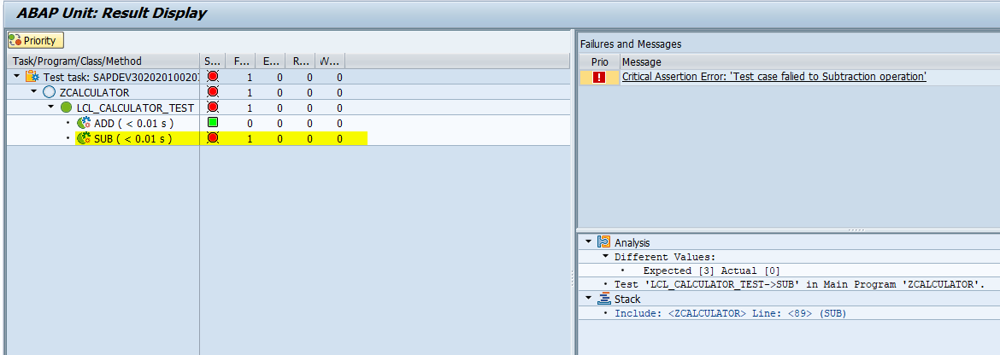 ABAP Unit: Result Display
Priority
Task/Program/Class/Method S... F... E... R... W...
Test task: SAPDEV30202010020 1 0 0 0
ZCALCULATOR 1 0 0 0
LCL_CALCULATOR_TEST 1 0 0 0
ADD ( < 0.01 s ) 0 0 0 0
SUB ( < 0.01 s ) 1 0 0 0
Failures and Messages
Prio Message
! Critical Assertion Error: 'Test case falied to Subtraction operation'
Analysis
Different Values:
Expected [3] Actual [0]
Test 'LCL_CALCULATOR_TEST->SUB' in Main Program 'ZCALCULATOR'.
Stack
Include: <ZCALCULATOR> Line: <89> (SUB)